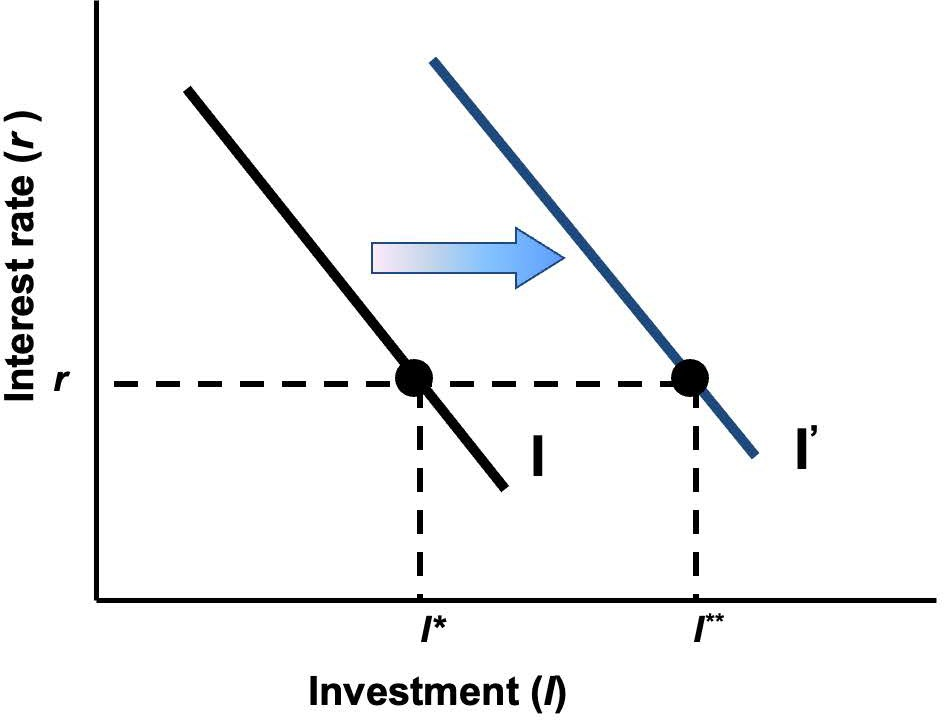 Interest rate (r)
r
I
I’
I*
I**
Investment (I)